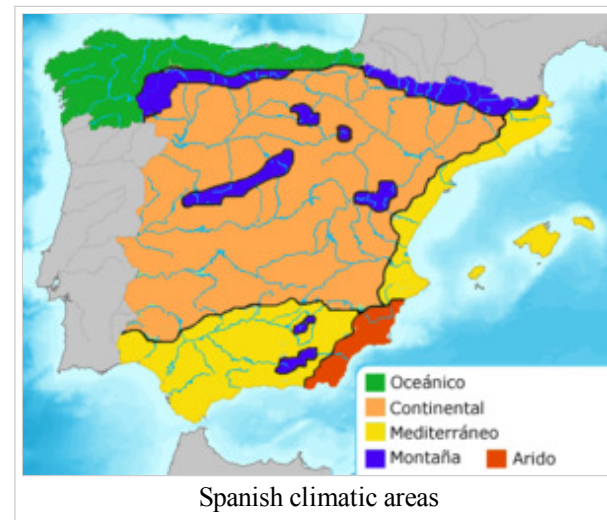 Oceánico
Continental
Mediterráneo
Montaña
Arido
Spanish climatic areas